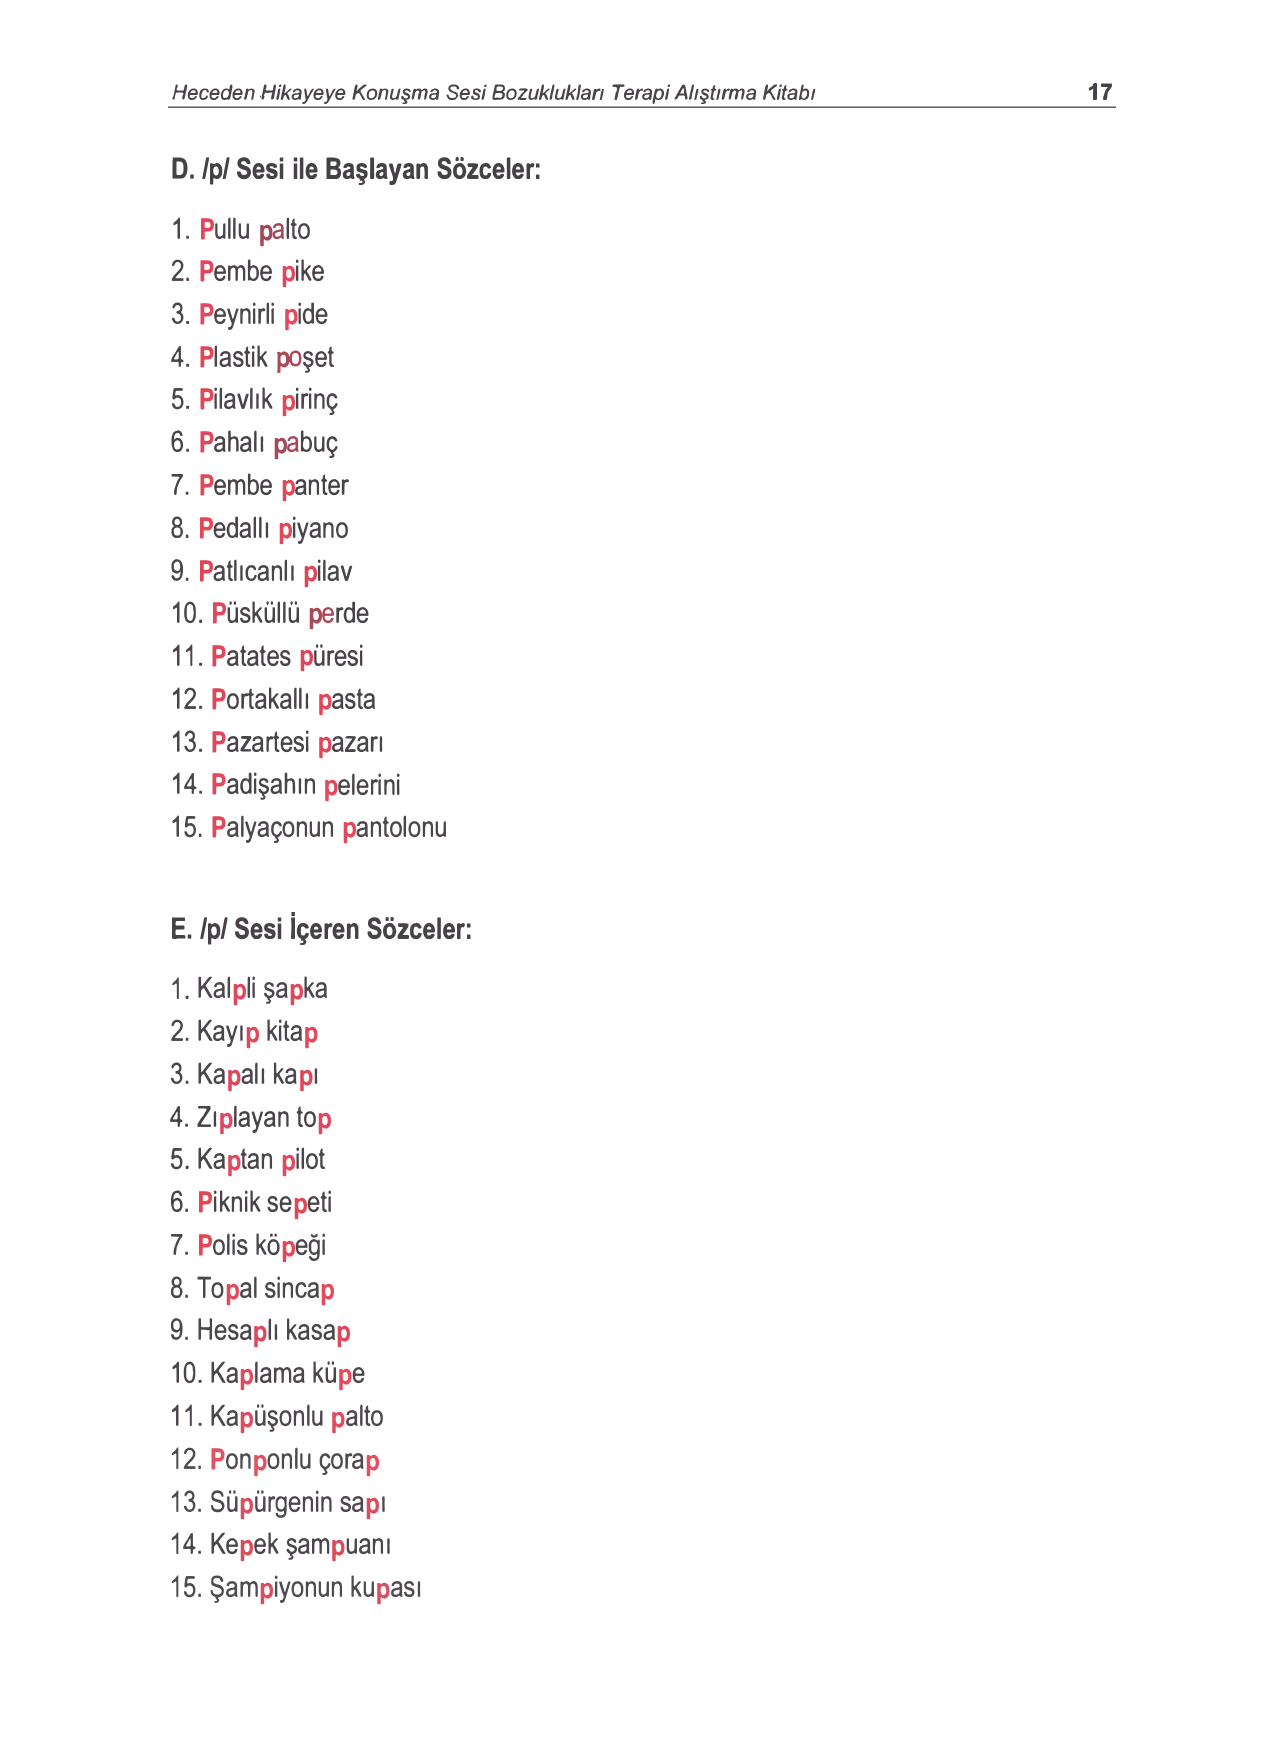 Heceden Hikayeye Konuşma Sesi Bozuklukları Terapi Alıştırma Kitabı 17
D. /p/ Sesi ile Başlayan Sözceler:
1. Pullu palto
2. Pembe pike
3. Peynirli pide
4. Plastik poşet
5. Pilavlık pirinç
6. Pahalı pabuç
7. Pembe panter
8. Pedallı piyano
9. Patlıcanlı pilav
10. Püsküllü perde
11. Patates püresi
12. Portakallı pasta
13. Pazartesi pazarı
14. Padişahın pelerini
15. Palyaçonun pantolonu
E. /p/ Sesi İçeren Sözceler:
1. Kalpli şapka
2. Kayıp kitap
3. Kapalı kapı
4. Zıplayan top
5. Kaptan pilot
6. Piknik sepeti
7. Polis köpeği
8. Topal sincap
9. Hesaplı kasap
10. Kaplama küpe
11. Kapüşonlu palto
12. Ponponlu çorap
13. Süpürgenin sapı
14. Kepek şampuanı
15. Şampiyonun kupası